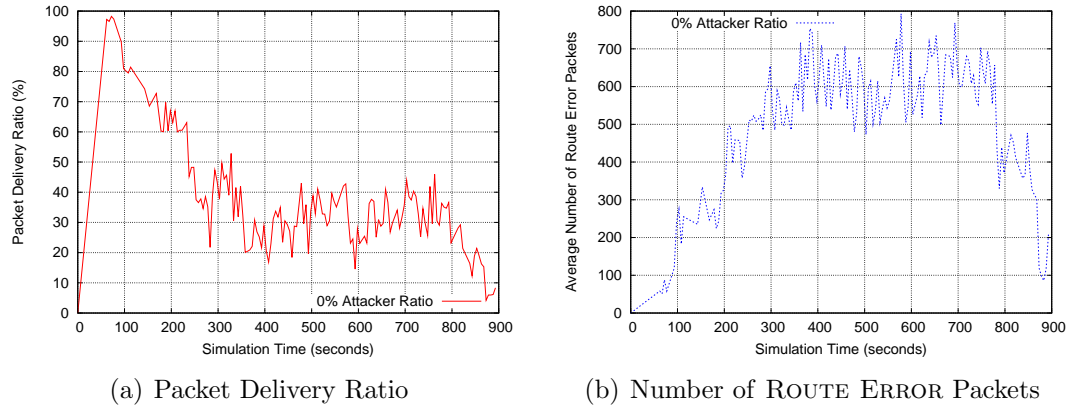 Packet Delivery Ratio (%)
100
90
80
70
60
50
40
30
20
10
0
0 100 200 300 400 500 600 700 800 900
0% Attacker Ratio
Simulation Time (seconds)
(a) Packet Delivery Ratio
Average Number of Route Error Packets
800
700
600
500
400
300
200
100
0
0 100 200 300 400 500 600 700 800 900
0% Attacker Ratio
Simulation Time (seconds)
(b) Number of ROUTE ERROR Packets